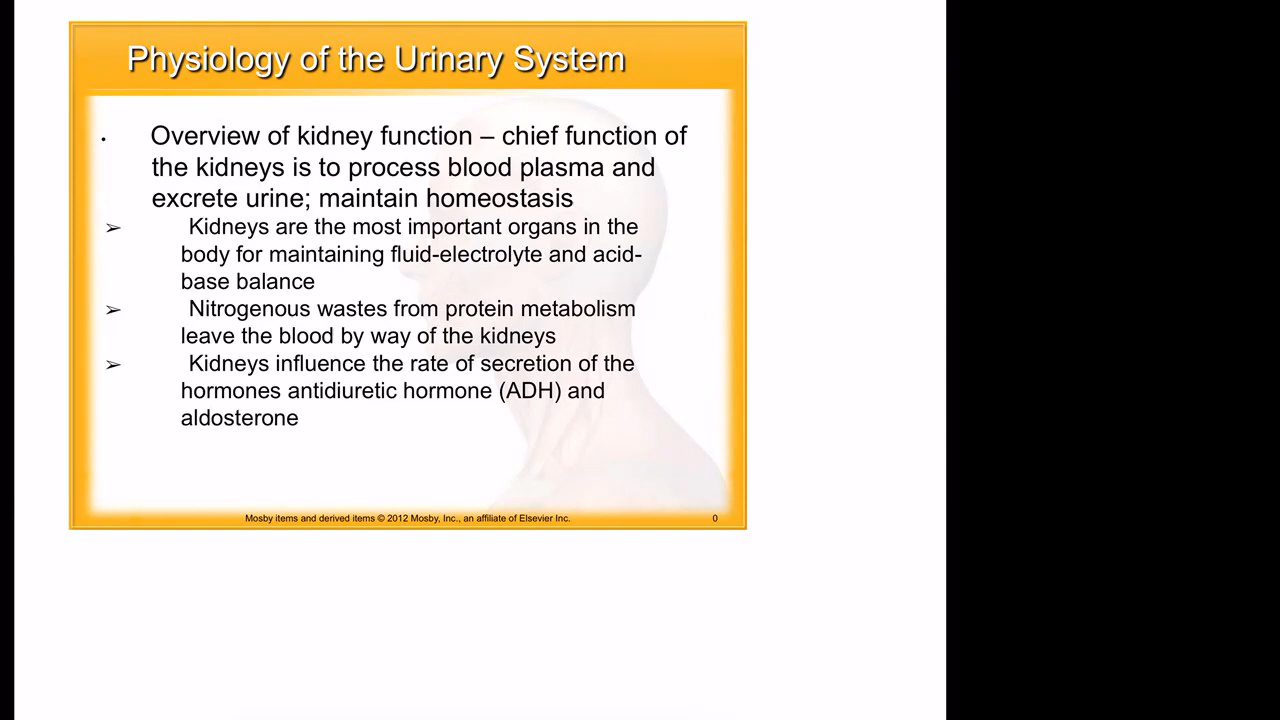 Physiology of the Urinary System
• Overview of kidney function – chief function of
the kidneys is to process blood plasma and
excrete urine; maintain homeostasis
➢ Kidneys are the most important organs in the
body for maintaining fluid-electrolyte and acid-
base balance
➢ Nitrogenous wastes from protein metabolism
leave the blood by way of the kidneys
➢ Kidneys influence the rate of secretion of the
hormones antidiuretic hormone (ADH) and
aldosterone
Mosby items and derived items © 2012 Mosby, Inc., an affiliate of Elsevier Inc. 0